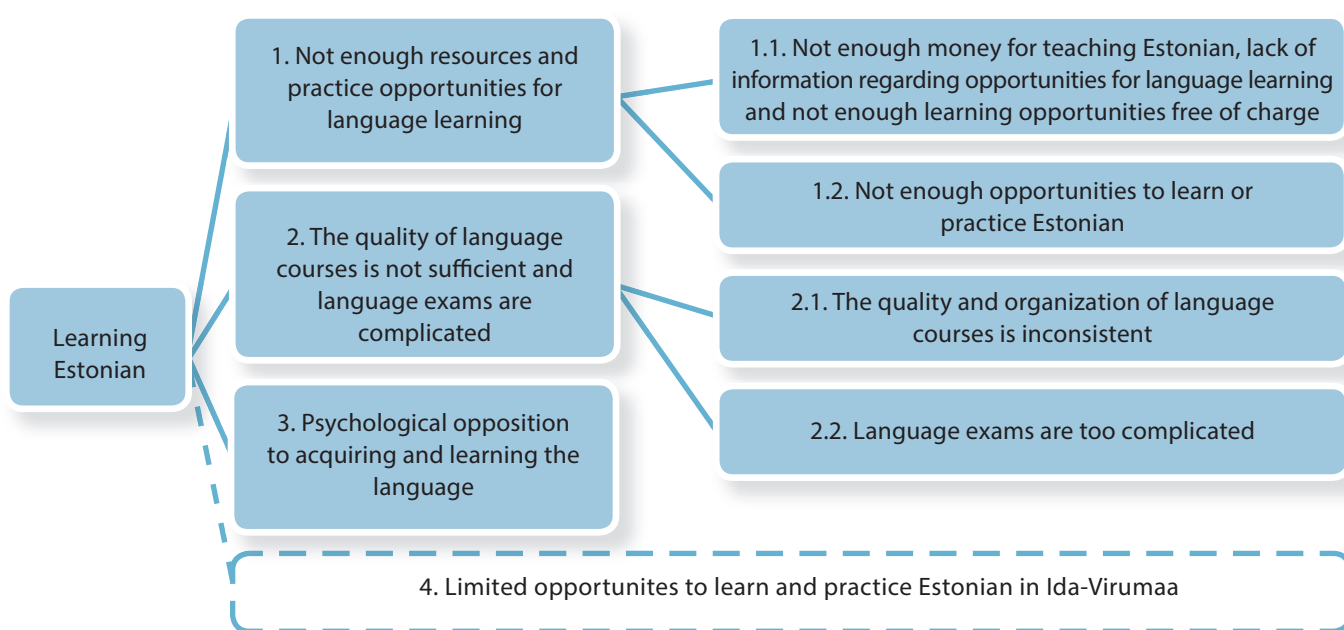 Learning
Estonian
1. Not enough resources and
practice opportunities for
language learning
1.1. Not enough money for teaching Estonian, lack of
information regarding opportunities for language learning
and not enough learning opportunities free of charge
1.2. Not enough opportunities to learn or
practice Estonian
2. The quality of language
courses is not sufficient and
language exams are
complicated
2.1. The quality and organization of language
courses is inconsistent
2.2. Language exams are too complicated
3. Psychological opposition
to acquiring and learning the
language
4. Limited opportunites to learn and practice Estonian in Ida-Virumaa